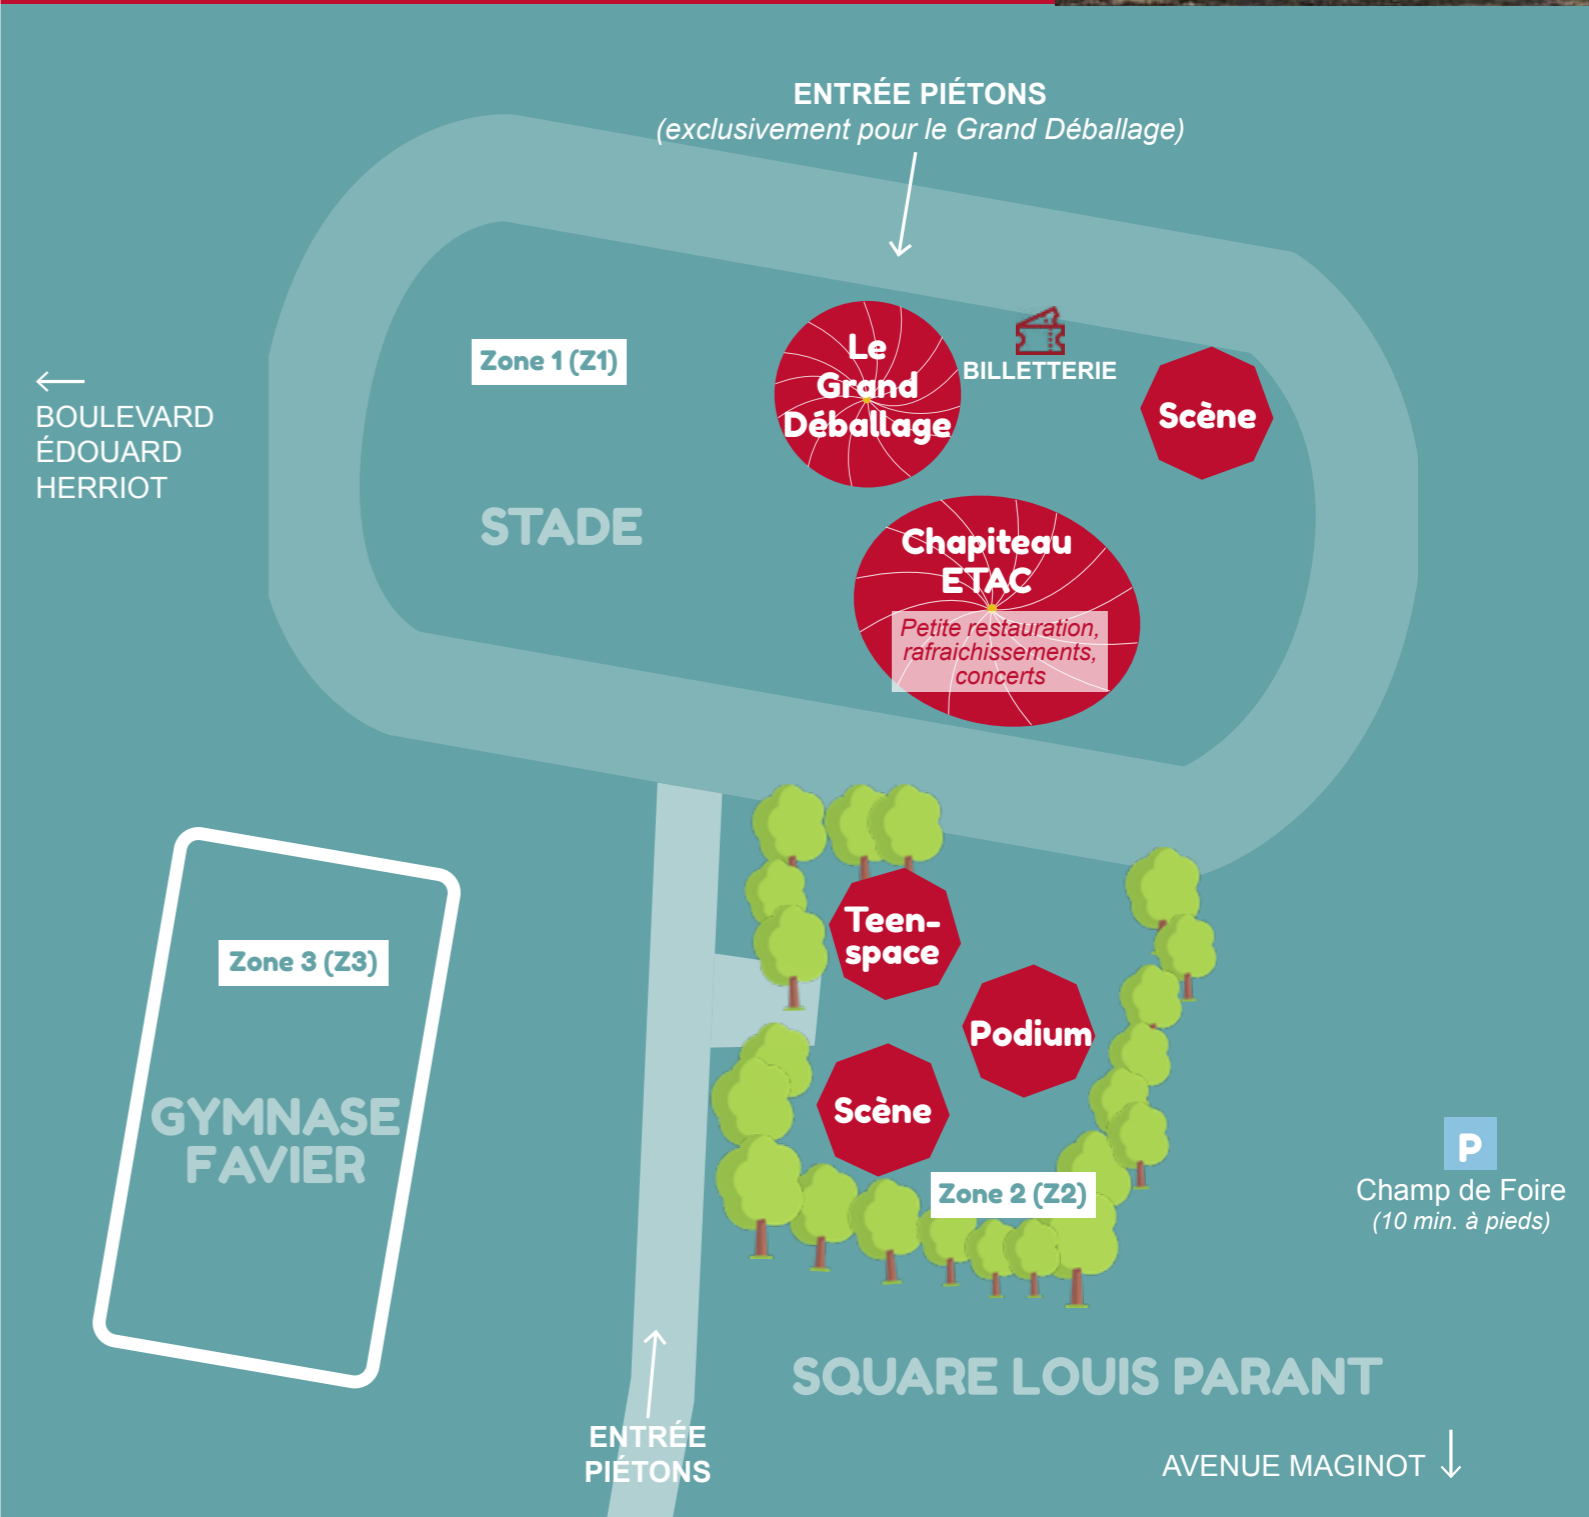 ENTRÉE PIÉTONS
(exclusivement pour le Grand Déballage)
Zone 1 (Z1)
Le
Grand
Déballage
BILLETTERIE
Scène
BOULEVARD
ÉDOUARD
HERRIOT
STADE
Chapiteau
ETAC
Petite restauration,
rafraichissements,
concerts
Teen-
space
Zone 3 (Z3)
Podium
GYMNASE
FAVIER
Scène
Zone 2 (Z2)
P
Champ de Foire
(10 min. à pieds)
SQUARE LOUIS PARANT
ENTRÉE
PIÉTONS
AVENUE MAGINOT